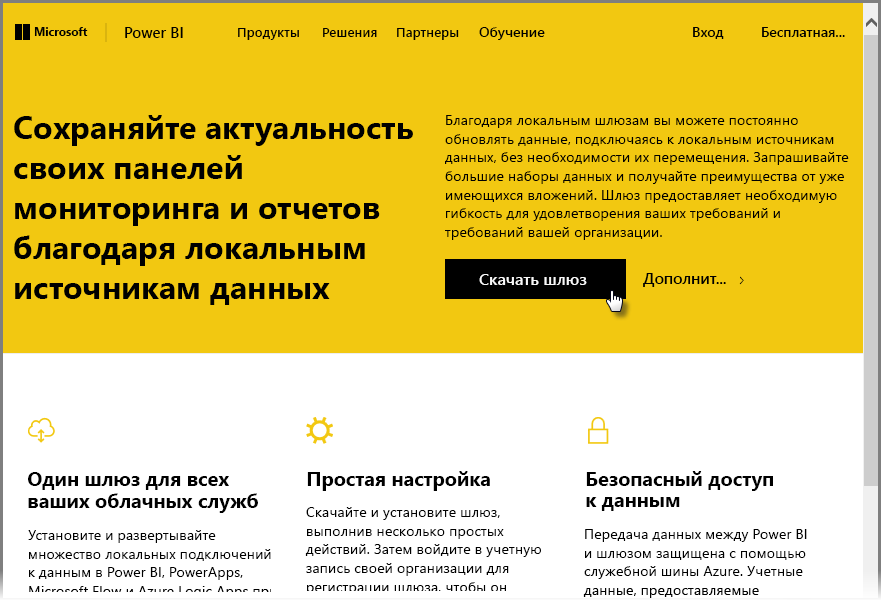 Microsoft Power BI Продукты Решения Партнеры Обучение Вход Бесплатная...
Сохраняйте актуальность
своих панелей
мониторинга и отчетов
благодаря локальным
источникам данных
Благодаря локальным шлюзам вы можете постоянно
обновлять данные, подключаясь к локальным источникам
данных, без необходимости их перемещения. Запрашивайте
большие наборы данных и получайте преимущества от уже
имеющихся вложений. Шлюз предоставляет необходимую
гибкость для удовлетворения ваших требований и
требований вашей организации.
Скачать шлюз Дополнит...
Один шлюз для всех
ваших облачных служб
Установите и развертывайте
множество локальных подключений
к данным в Power BI, PowerApps,
Microsoft Flow и Azure Logic Apps при
Простая настройка
Скачайте и установите шлюз,
выполнив несколько простых
действий. Затем войдите в учетную
запись своей организации для
регистрации шлюза, чтобы он
Безопасный доступ
к данным
Передача данных между Power BI
и шлюзом защищена с помощью
служебной шины Azure. Учетные
данные, предоставляемые